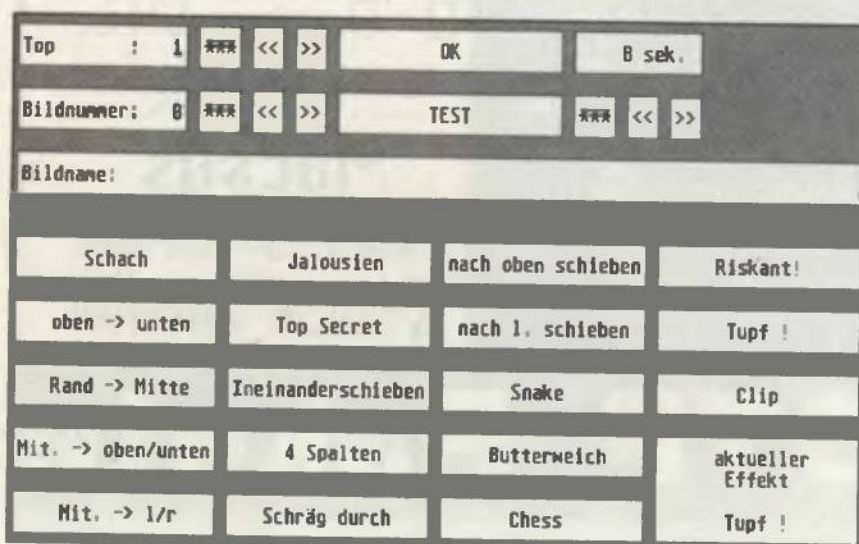 Top : 1 *** << >> OK 8 sek.
Bildnummer: 8 *** << >> TEST *** << >>
Bildname:
Schach Jalousien nach oben schieben Riskant!
oben -> unten Top Secret nach l. schieben Tupf !
Rand -> Mitte Ineinanderschieben Snake Clip
Mit. -> oben/unten 4 Spalten Butterweich aktueller
Effekt
Mit. -> l/r Schräg durch Chess Tupf !